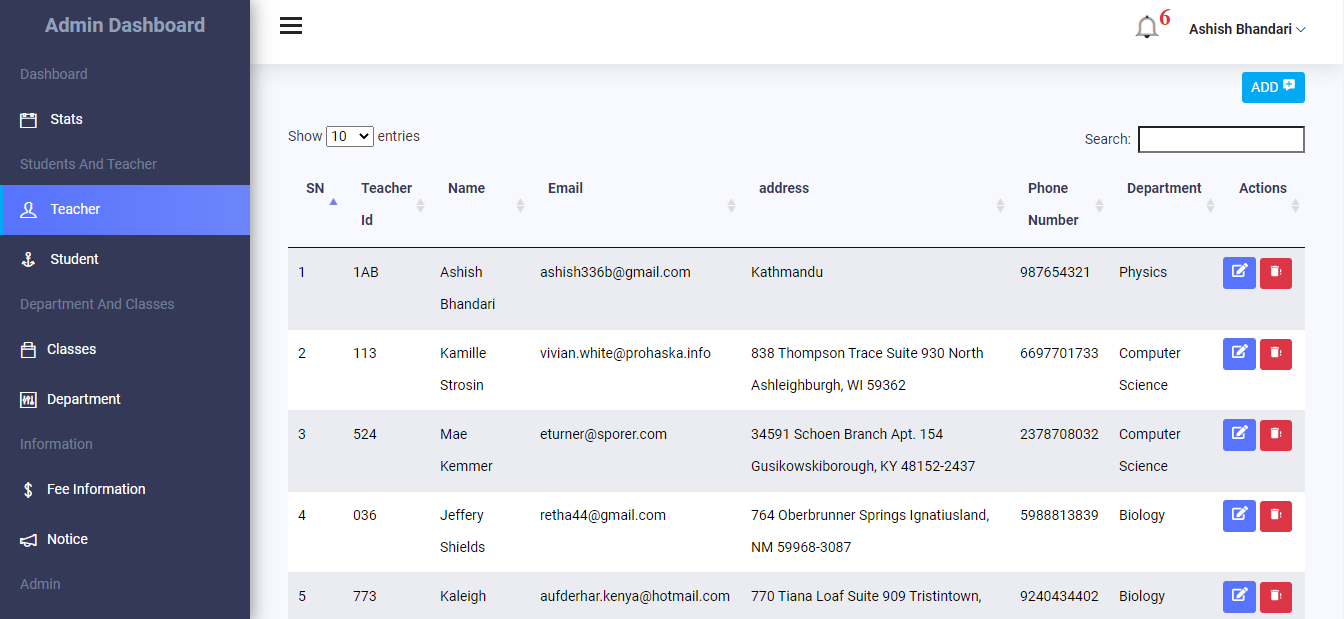 Admin Dashboard
6
Ashish Bhandari
Dashboard
Stats
Students And Teacher
Teacher
Student
Department And Classes
Classes
Department
Information
Fee Information
Notice
Admin
ADD
Show 10 entries
Search:
SN Teacher Id Name Email address Phone Number Department Actions
1 1AB Ashish Bhandari ashish336b@gmail.com Kathmandu 987654321 Physics
2 113 Kamille Strosin vivian.white@prohaska.info 838 Thompson Trace Suite 930 North Ashleighburgh, WI 59362 6697701733 Computer Science
3 524 Mae Kemmer eturner@sporer.com 34591 Schoen Branch Apt. 154 Gusikowskiborough, KY 48152-2437 2378708032 Computer Science
4 036 Jeffery Shields retha44@gmail.com 764 Oberbrunner Springs Ignatiusland, NM 59968-3087 5988813839 Biology
5 773 Kaleigh aufderhar.kenya@hotmail.com 770 Tiana Loaf Suite 909 Tristintown, 9240434402 Biology